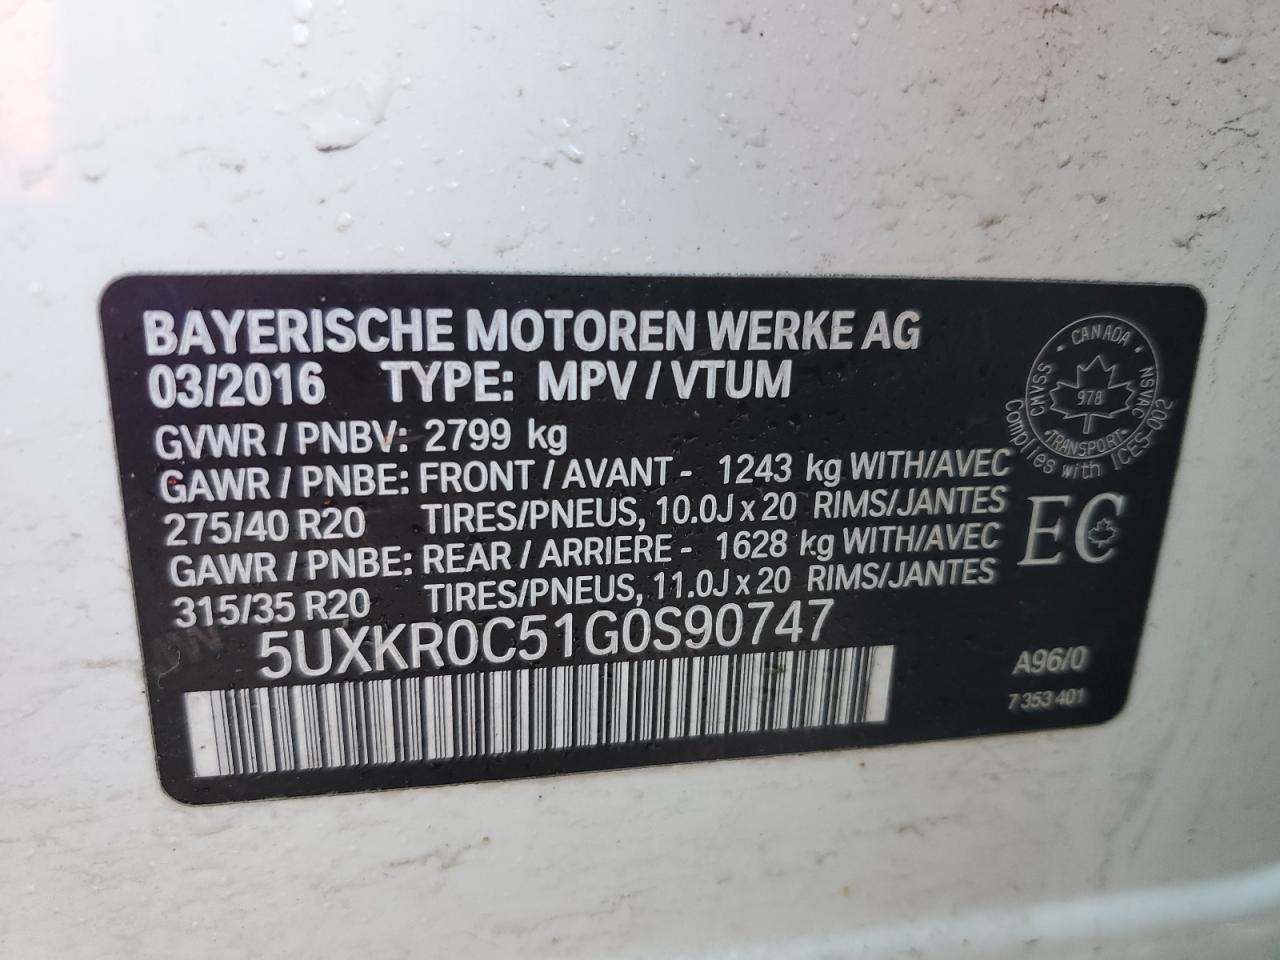 BAYERISCHE MOTOREN WERKE AG
03/2016 TYPE: MPV / VTUM
GVWR / PNBV: 2799 kg
GAWR / PNBE: FRONT / AVANT - 1243 kg WITH/AVEC
275/40 R20 TIRES/PNEUS, 10.0J x 20 RIMS/JANTES
GAWR / PNBE: REAR / ARRIERE - 1628 kg WITH/AVEC
315/35 R20 TIRES/PNEUS, 11.0J x 20 RIMS/JANTES
5UXKR0C51G0S90747
CANADA
CMVSS
NSVAC
978
TRANSPORT
Complies with ICES-002
EC
A96/0
7 353 401